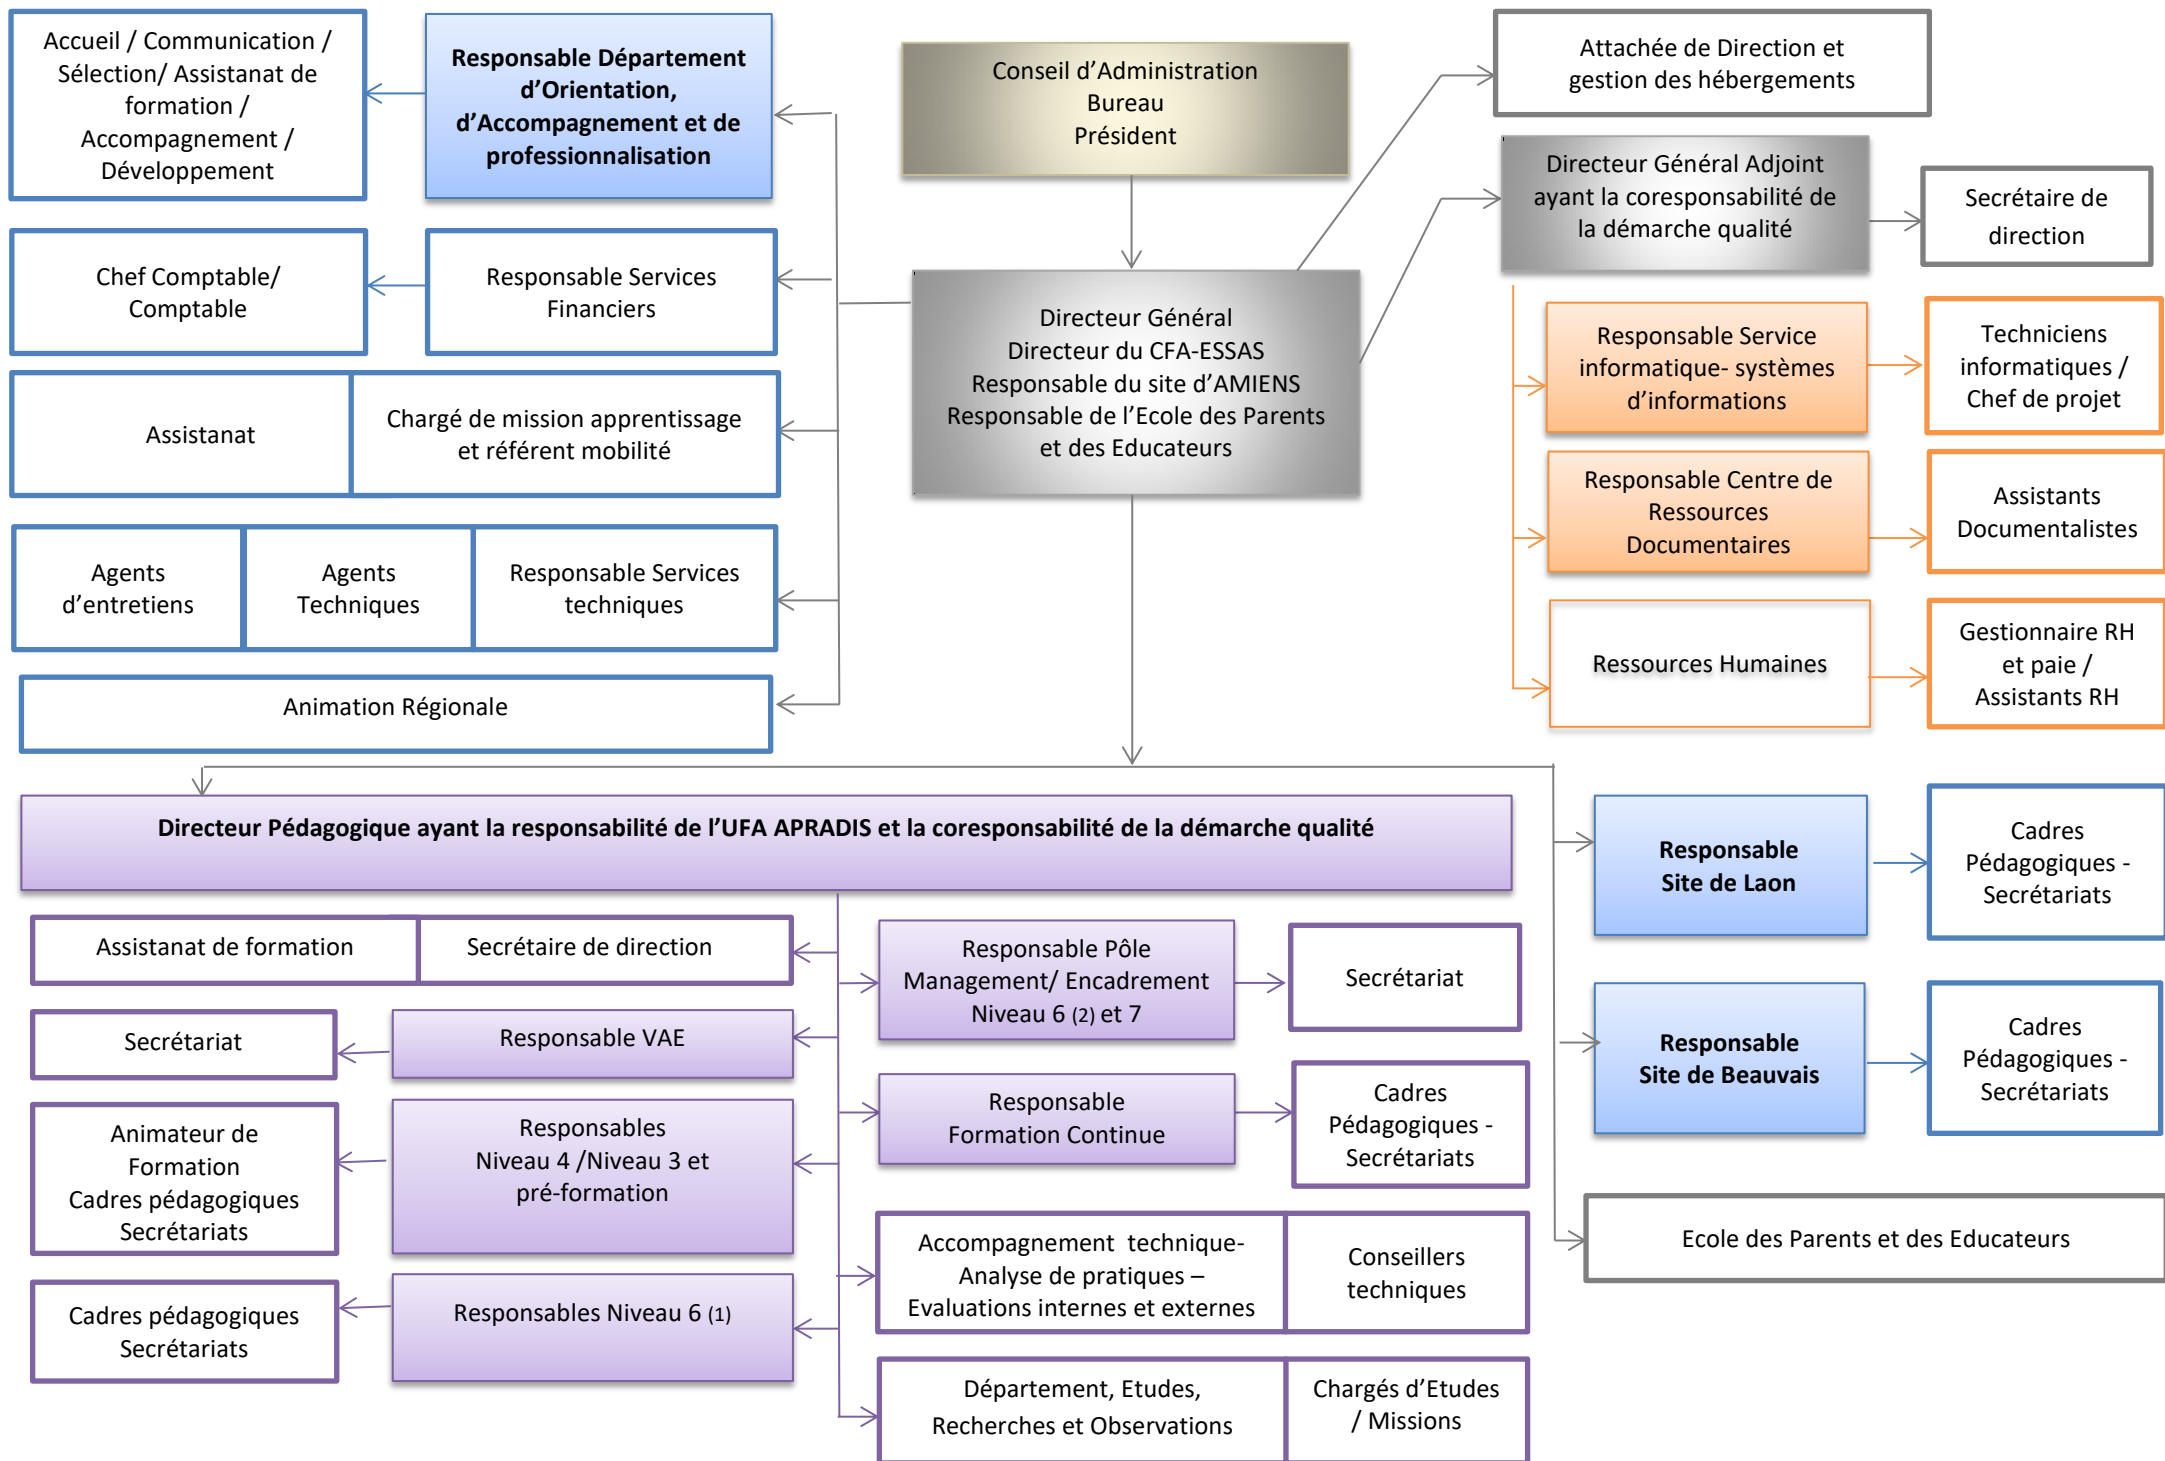 Accueil / Communication /
Sélection/ Assistanat de
formation /
Accompagnement /
Développement
Responsable Département
d’Orientation,
d’Accompagnement et de
professionnalisation
Conseil d’Administration
Bureau
Président
Attachée de Direction et
gestion des hébergements
Directeur Général Adjoint
ayant la coresponsabilité de
la démarche qualité
Secrétaire de
direction
Chef Comptable/
Comptable
Responsable Services
Financiers
Directeur Général
Directeur du CFA-ESSAS
Responsable du site d’AMIENS
Responsable de l’Ecole des Parents
et des Educateurs
Responsable Service
informatique- systèmes
d’informations
Techniciens
informatiques /
Chef de projet
Assistanat
Chargé de mission apprentissage
et référent mobilité
Responsable Centre de
Ressources
Documentaires
Assistants
Documentalistes
Agents
d’entretiens
Agents
Techniques
Responsable Services
techniques
Ressources Humaines
Gestionnaire RH
et paie /
Assistants RH
Animation Régionale
Directeur Pédagogique ayant la responsabilité de l’UFA APRADIS et la coresponsabilité de la démarche qualité
Responsable
Site de Laon
Cadres
Pédagogiques -
Secrétariats
Assistanat de formation
Secrétaire de direction
Responsable Pôle
Management/ Encadrement
Niveau 6 (2) et 7
Secrétariat
Secrétariat
Responsable VAE
Responsable
Site de Beauvais
Cadres
Pédagogiques -
Secrétariats
Responsable
Formation Continue
Cadres
Pédagogiques -
Secrétariats
Animateur de
Formation
Cadres pédagogiques
Secrétariats
Responsables
Niveau 4 /Niveau 3 et
pré-formation
Accompagnement technique-
Analyse de pratiques –
Evaluations internes et externes
Conseillers
techniques
Ecole des Parents et des Educateurs
Cadres pédagogiques
Secrétariats
Responsables Niveau 6 (1)
Département, Etudes,
Recherches et Observations
Chargés d’Etudes
/ Missions